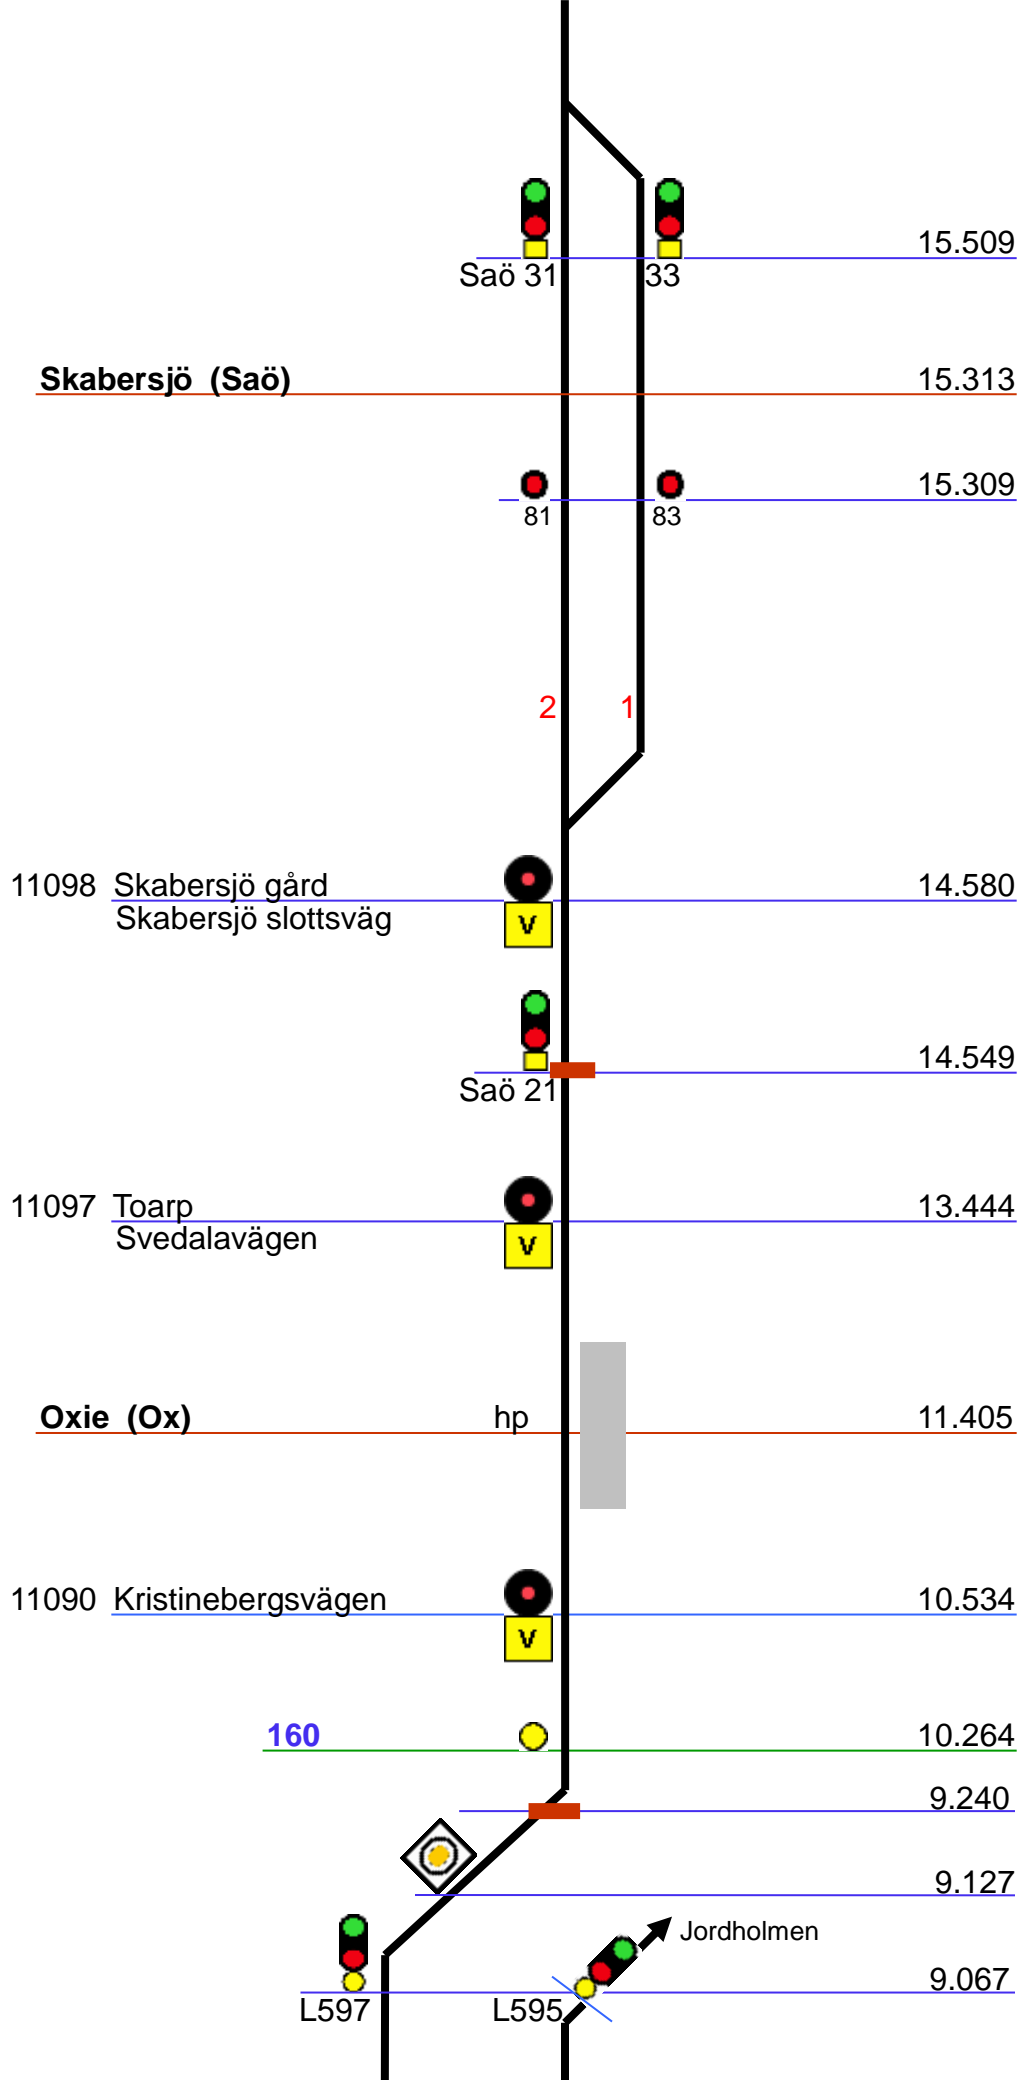 15.509
Saö 31 33
Skabersjö (Saö) 15.313
15.309
81 83
2 1
11098 Skabersjö gård 14.580
Skabersjö slottsväg
V
14.549
Saö 21
11097 Toarp 13.444
Svedalavägen
V
Oxie (Ox) hp 11.405
11090 Kristinebergsvägen 10.534
V
160 10.264
9.240
9.127
Jordholmen
9.067
L597 L595